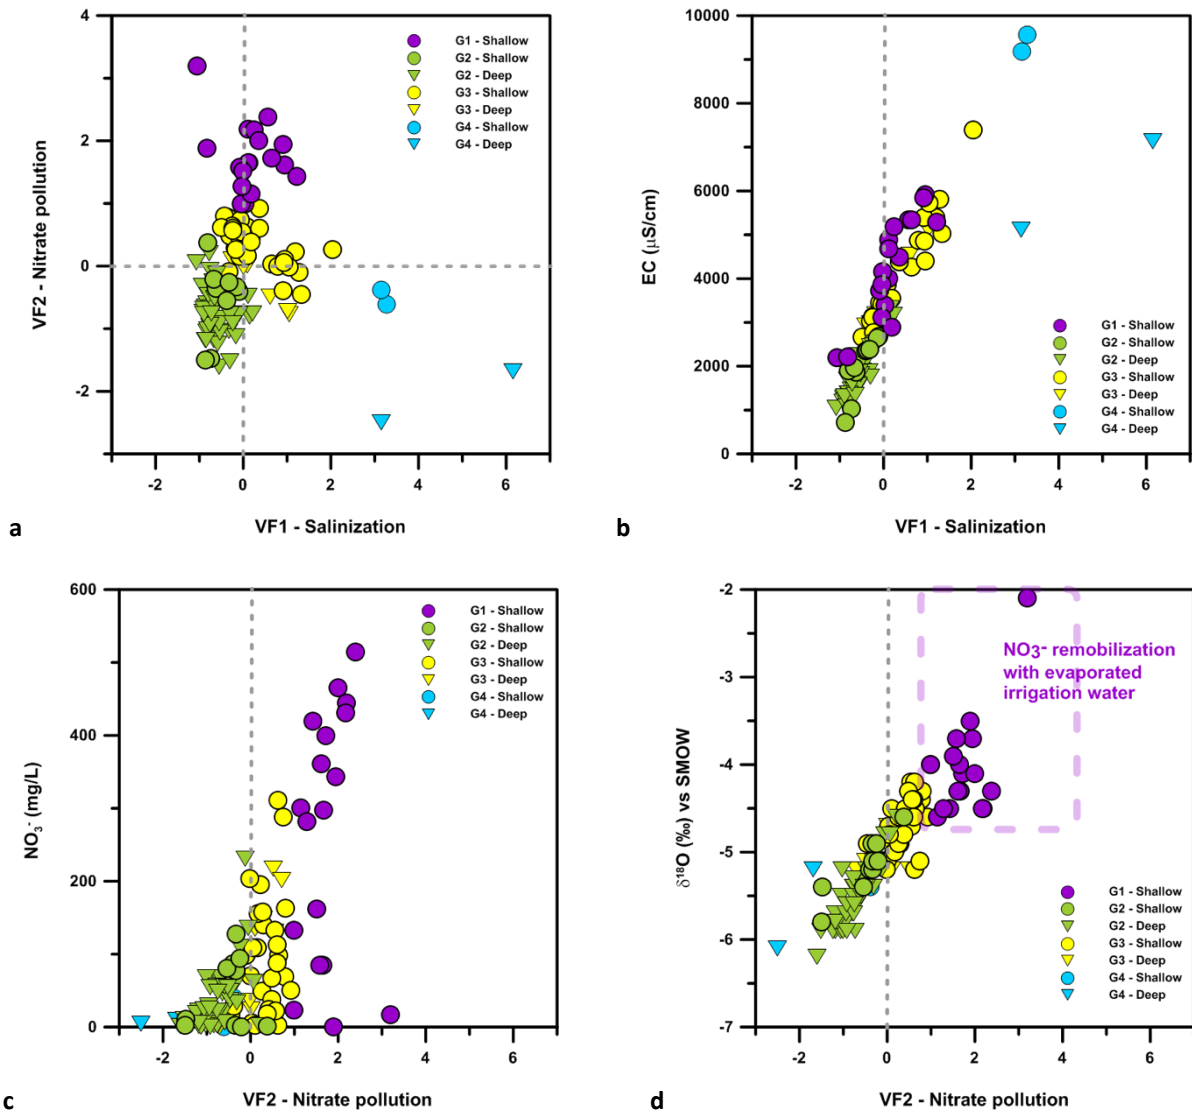 4
2
0
-2
-2
0
2
4
6
VF2 - Nitrate pollution
VF1 - Salinization
G1 - Shallow
G2 - Shallow
G2 - Deep
G3 - Shallow
G3 - Deep
G4 - Shallow
G4 - Deep
a
10000
8000
6000
4000
2000
0
-2
0
2
4
6
EC (μS/cm)
VF1 - Salinization
G1 - Shallow
G2 - Shallow
G2 - Deep
G3 - Shallow
G3 - Deep
G4 - Shallow
G4 - Deep
b
600
400
200
0
-2
0
2
4
6
NO3- (mg/L)
VF2 - Nitrate pollution
G1 - Shallow
G2 - Shallow
G2 - Deep
G3 - Shallow
G3 - Deep
G4 - Shallow
G4 - Deep
c
-2
-3
-4
-5
-6
-7
-2
0
2
4
6
δ18O (‰) vs SMOW
VF2 - Nitrate pollution
NO3- remobilization
with evaporated
irrigation water
G1 - Shallow
G2 - Shallow
G2 - Deep
G3 - Shallow
G3 - Deep
G4 - Shallow
G4 - Deep
d